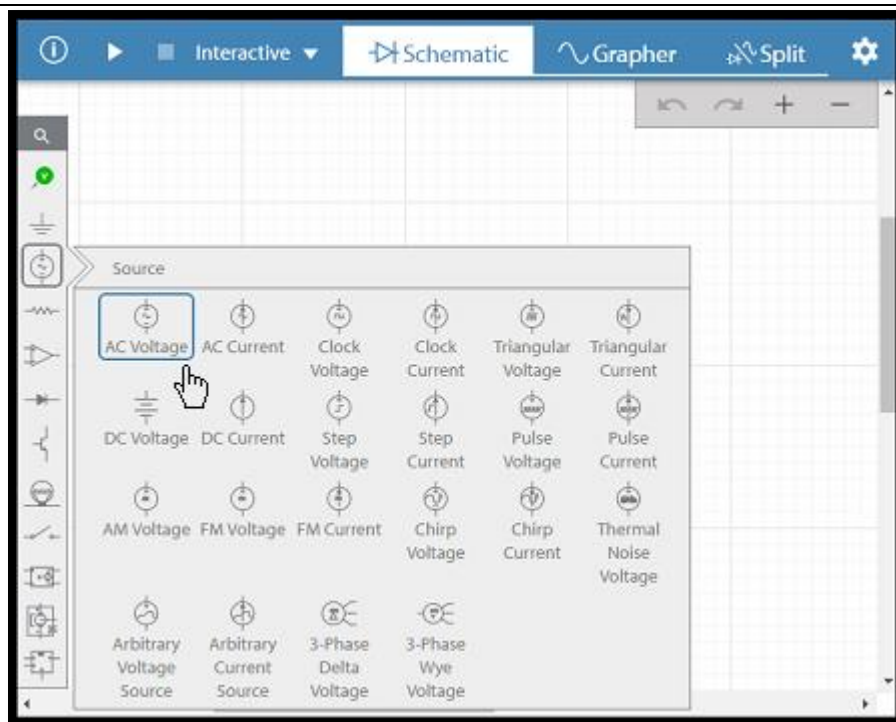 Interactive Schematic Grapher Split
Source
AC Voltage AC Current Clock Voltage Clock Current Triangular Voltage Triangular Current
DC Voltage DC Current Step Voltage Step Current Pulse Voltage Pulse Current
AM Voltage FM Voltage FM Current Chirp Voltage Chirp Current Thermal Noise Voltage
Arbitrary Voltage Source Arbitrary Current Source 3-Phase Delta Voltage 3-Phase Wye Voltage